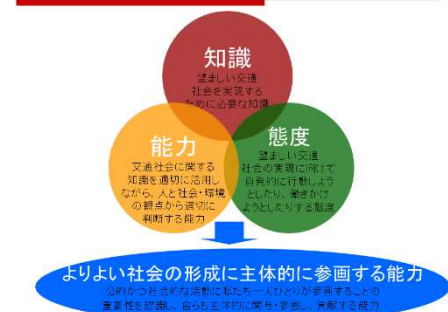 知識
望ましい交通
社会を実現する
ために必要な知識
能力
交通社会に関する
知識を適切に活用し
ながら、人と社会・環境
の観点から適切に
判断する能力
態度
望ましい交通
社会の実現に向けて
自発的に行動しよう
としたり、働きかけ
ようとしたりする態度
よりよい社会の形成に主体的に参画する能力
公的かつ社会的な活動に私たち一人ひとりが参画することの
重要性を認識し、自らも主体的に関与・参画し、貢献する能力